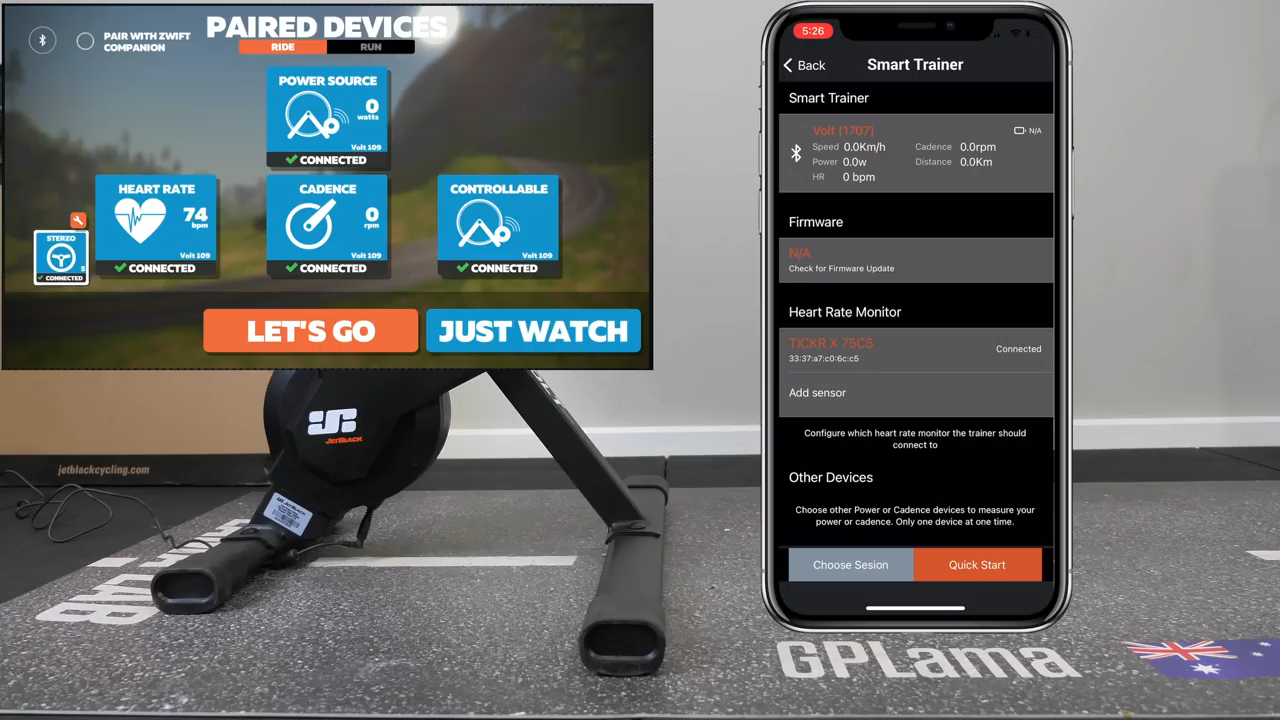 PAIR WITH ZWIFT
COMPANION
PAIRED DEVICES
RIDE
RUN
POWER SOURCE
0
watts
Volt 109
CONNECTED
HEART RATE
74
bpm
Volt 109
CONNECTED
CADENCE
0
rpm
Volt 109
CONNECTED
CONTROLLABLE
Volt 109
CONNECTED
STERZO
CONNECTED
LET'S GO
JUST WATCH
JETBLACK
jetblackcycling.com
JETBLACK
5:26
Back
Smart Trainer
Smart Trainer
Volt (1707)
N/A
Speed 0.0Km/h Cadence 0.0rpm
Power 0.0w Distance 0.0Km
HR 0 bpm
Firmware
N/A
Check for Firmware Update
Heart Rate Monitor
TICKR X 75C5
33:37:a7:c0:6c:c5
Connected
Add sensor
Configure which heart rate monitor the trainer should
connect to
Other Devices
Choose other Power or Cadence devices to measure your
power or cadence. Only one device at one time.
Choose Sesion
Quick Start
GPLama